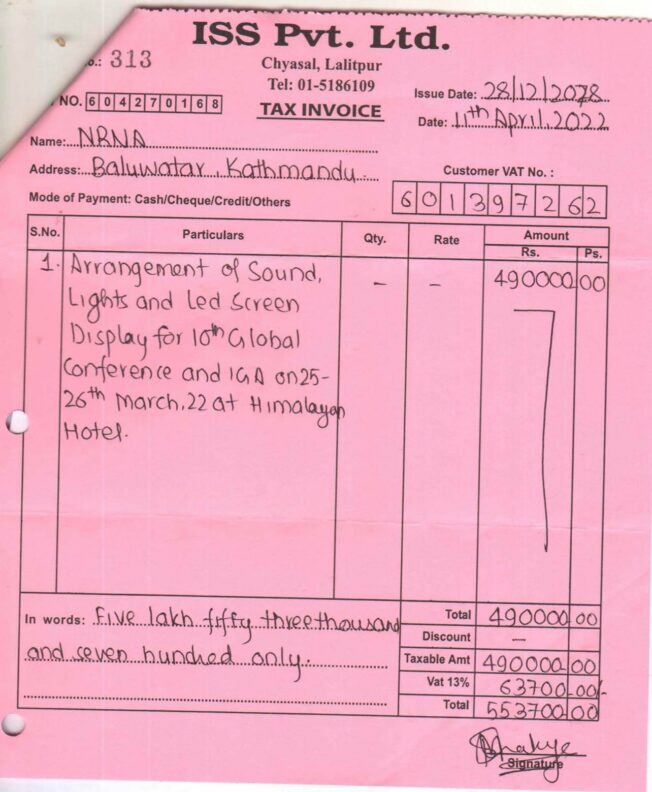 ISS Pvt. Ltd.
Chyasal, Lalitpur
Tel: 01-5186109
TAX INVOICE
o.: 313
NO. 604270168
Issue Date: 28/12/2078
Date: 11th April, 2022
Name: NRNA
Address: Baluwatar, Kathmandu.
Customer VAT No. :
601397262
Mode of Payment: Cash/Cheque/Credit/Others
S.No. Particulars Qty. Rate Amount
Rs. Ps.
1. Arrangement of Sound, - - 490000 00
Lights and Led Screen
Display for 10th Global
Conference and IGA on 25-
26th March, 22 at Himalayan
Hotel.
In words: Five lakh fifty three thousand
and seven hundred only.
Total 490000 00
Discount -
Taxable Amt 490000.00
Vat 13% 63700.00/-
Total 553700.00
Signature